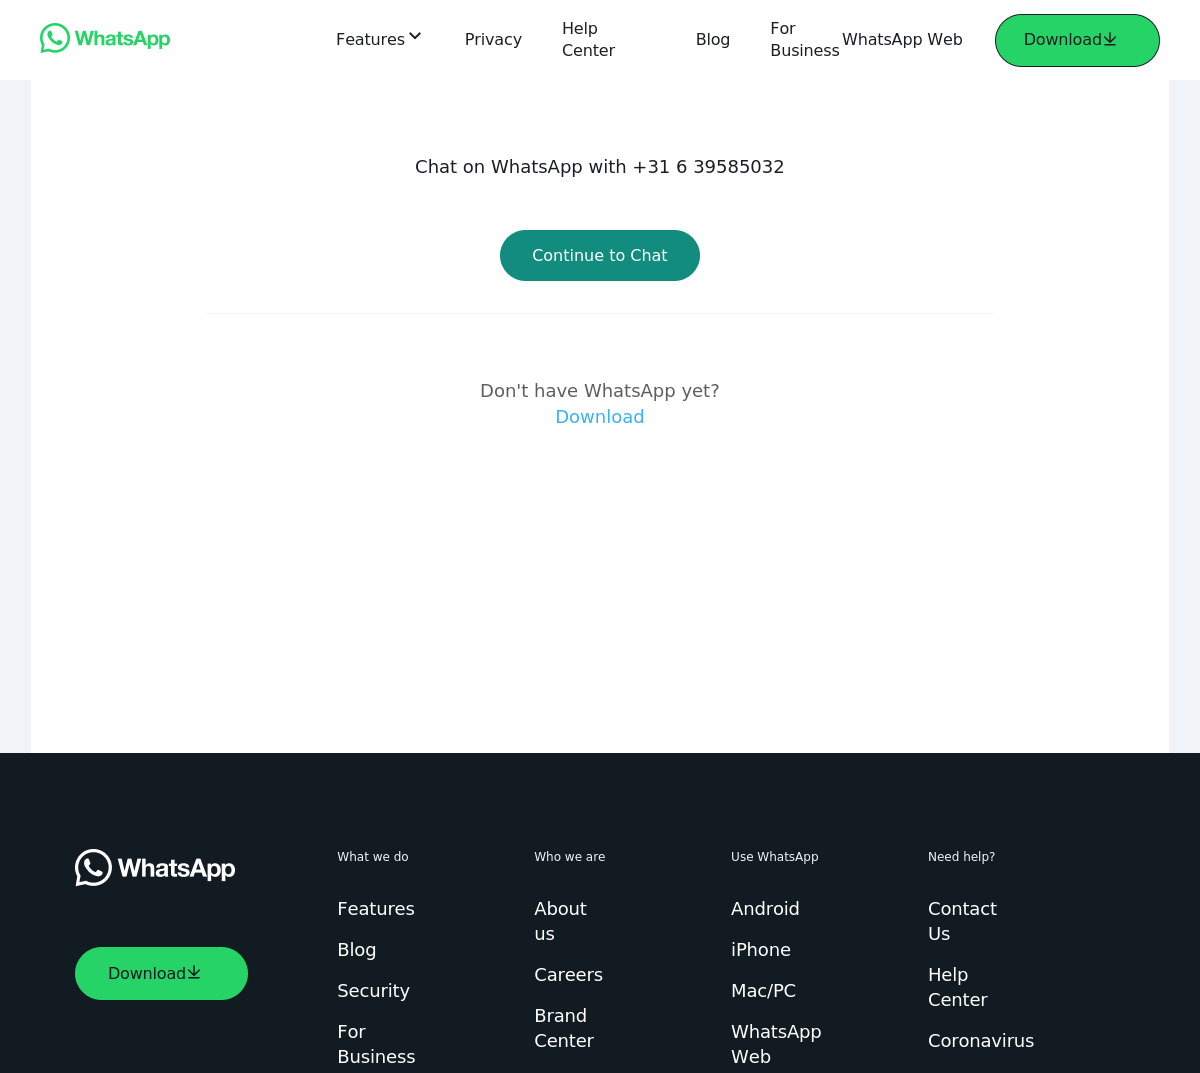 WhatsApp
Features
Privacy
Help
Center
Blog
For
Business
WhatsApp Web
Download
Chat on WhatsApp with +31 6 39585032
Continue to Chat
Don't have WhatsApp yet?
Download
WhatsApp
Download
What we do
Features
Blog
Security
For
Business
Who we are
About
us
Careers
Brand
Center
Use WhatsApp
Android
iPhone
Mac/PC
WhatsApp
Web
Need help?
Contact
Us
Help
Center
Coronavirus